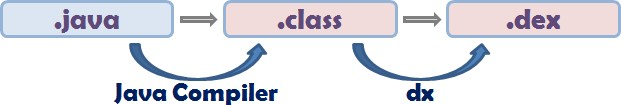 .java .class .dex
Java Compiler dx